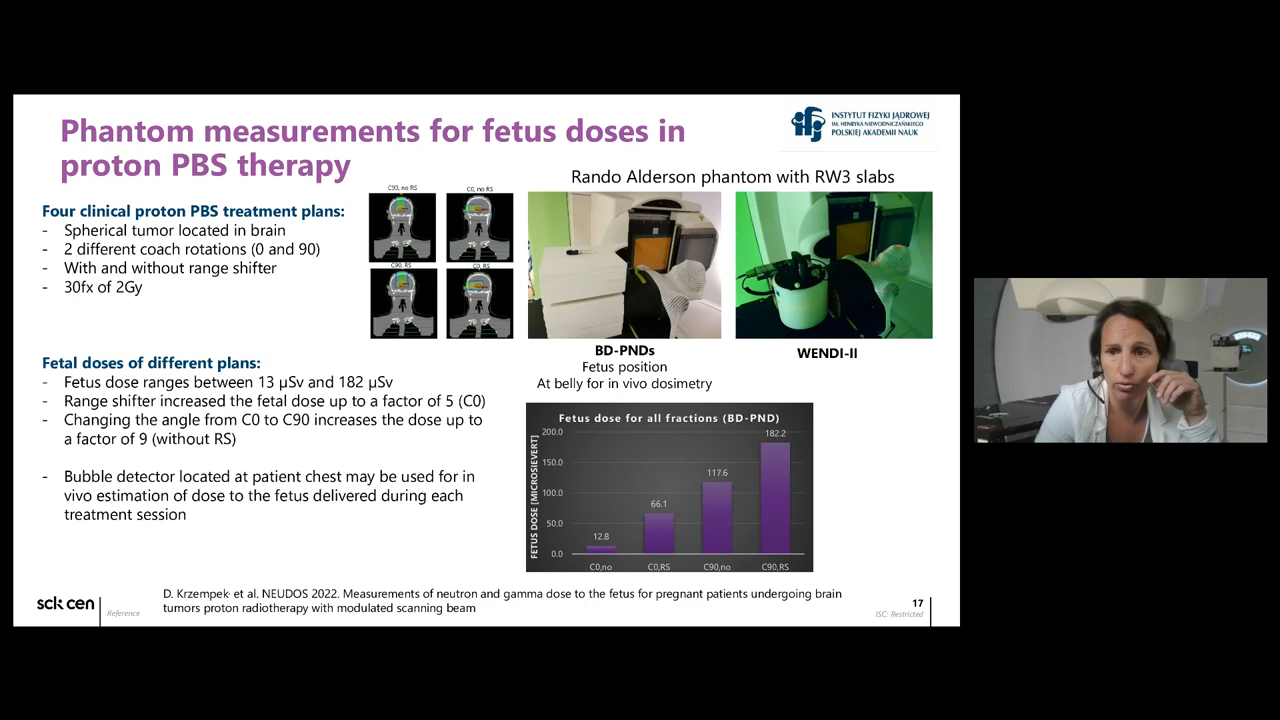 Phantom measurements for fetus doses in
proton PBS therapy
INSTYTUT FIZYKI JĄDROWEJ
IM. HENRYKA NIEWODNICZAŃSKIEGO
POLSKIEJ AKADEMII NAUK
Four clinical proton PBS treatment plans:
- Spherical tumor located in brain
- 2 different coach rotations (0 and 90)
- With and without range shifter
- 30fx of 2Gy
C90, no RS
C0, no RS
C90, RS
C0, RS
Rando Alderson phantom with RW3 slabs
BD-PNDs
Fetus position
At belly for in vivo dosimetry
WENDI-II
Fetal doses of different plans:
- Fetus dose ranges between 13 µSv and 182 µSv
- Range shifter increased the fetal dose up to a factor of 5 (C0)
- Changing the angle from C0 to C90 increases the dose up to
a factor of 9 (without RS)
- Bubble detector located at patient chest may be used for in
vivo estimation of dose to the fetus delivered during each
treatment session
Fetus dose for all fractions (BD-PND)
FETUS DOSE [MICROSIEVERT]
200.0
150.0
100.0
50.0
0.0
12.8
66.1
117.6
182.2
C0,no
C0,RS
C90,no
C90,RS
sck cen
Reference
D. Krzempek et al. NEUDOS 2022. Measurements of neutron and gamma dose to the fetus for pregnant patients undergoing brain
tumors proton radiotherapy with modulated scanning beam
17
ISC: Restricted